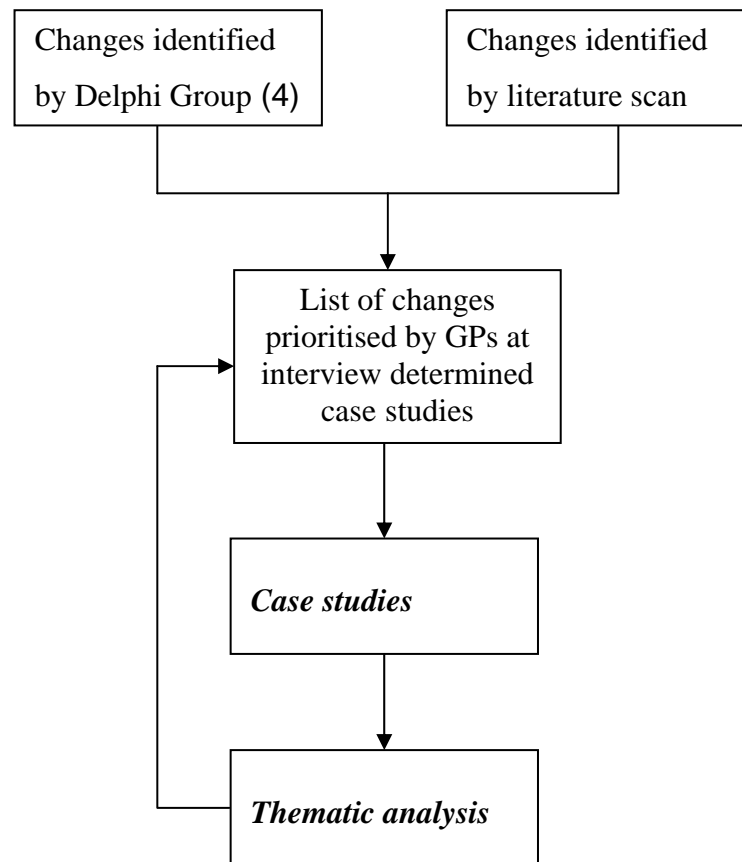 Changes identified
by Delphi Group (4)
Changes identified
by literature scan
List of changes
prioritised by GPs at
interview determined
case studies
Case studies
Thematic analysis